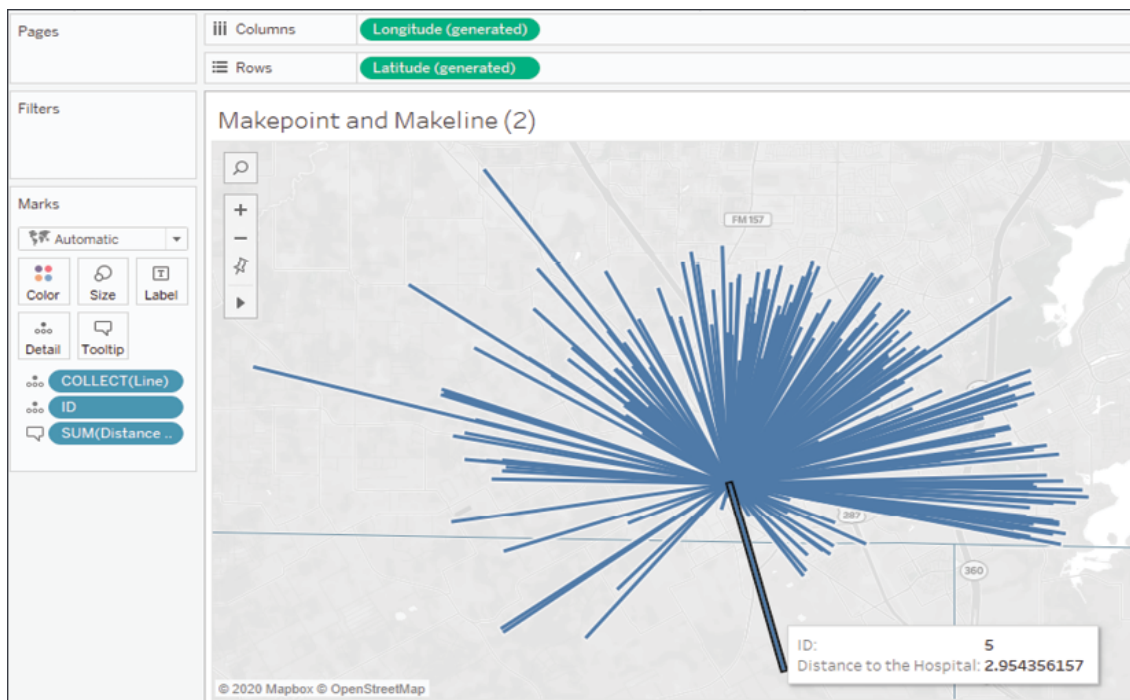 Pages
Columns
Longitude (generated)
Rows
Latitude (generated)
Filters
Makepoint and Makeline (2)
Marks
Automatic
Color
Size
Label
Detail
Tooltip
COLLECT(Line)
ID
SUM(Distance ..
FM 157
287
360
ID: 5
Distance to the Hospital: 2.954356157
© 2020 Mapbox © OpenStreetMap